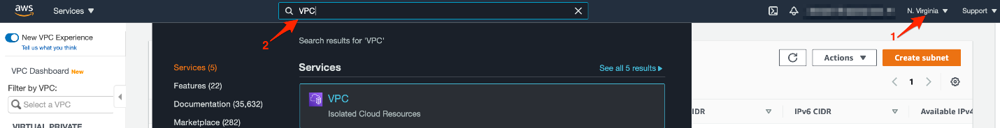 aws
Services
VPC
N. Virginia
Support
1
2
New VPC Experience
Tell us what you think
VPC Dashboard New
Filter by VPC:
Select a VPC
VIRTUAL PRIVATE
Search results for 'VPC'
Services (5)
Features (22)
Documentation (35,632)
Marketplace (282)
Services
See all 5 results
VPC
Isolated Cloud Resources
Actions
Create subnet
1
IDR
IPv6 CIDR
Available IPv4